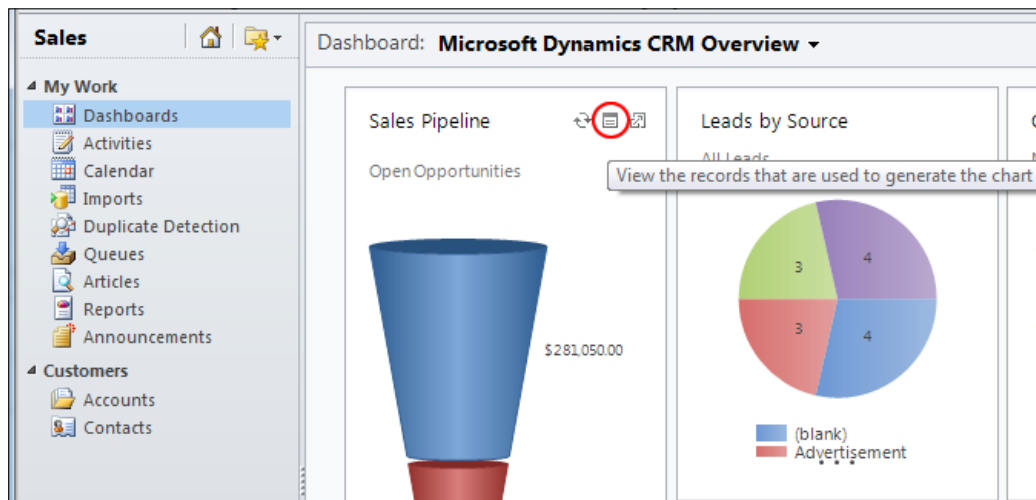 Sales
Dashboard: Microsoft Dynamics CRM Overview
My Work
Dashboards
Activities
Calendar
Imports
Duplicate Detection
Queues
Articles
Reports
Announcements
Customers
Accounts
Contacts
Sales Pipeline
Open Opportunities
$281,050.00
Leads by Source
All Leads
View the records that are used to generate the chart
3
4
3
4
(blank)
Advertisement